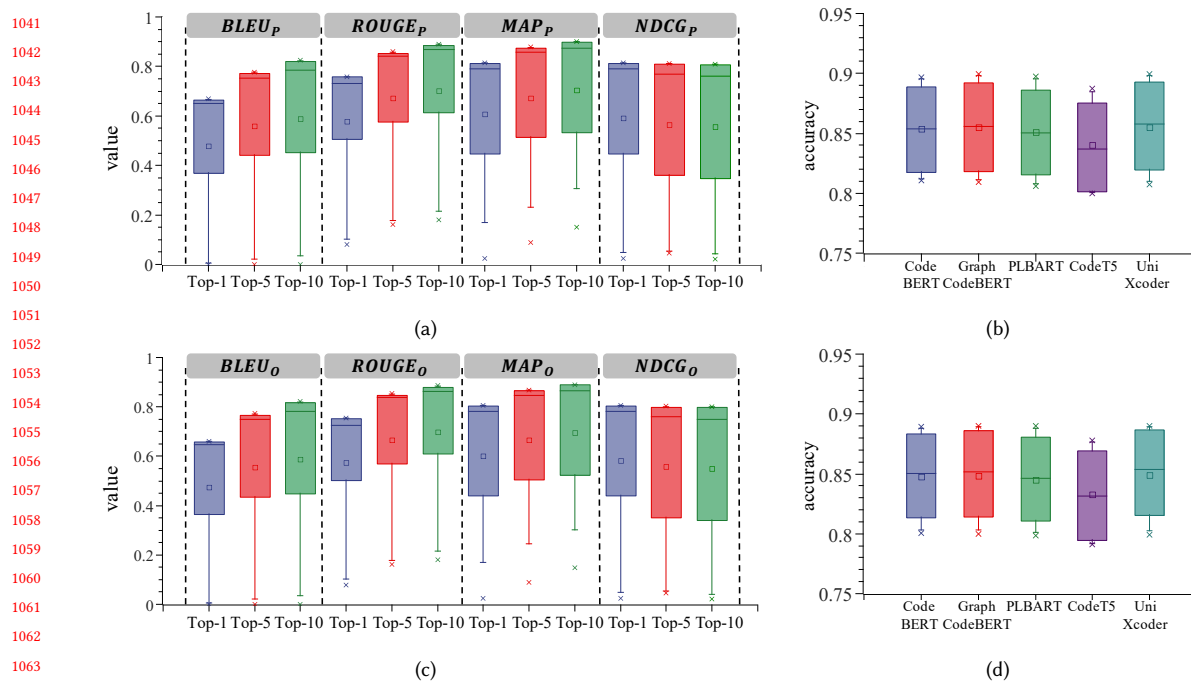 1041
1042
1043
1044
1045
1046
1047
1048
1049
1050
1051
1052
1053
1054
1055
1056
1057
1058
1059
1060
1061
1062
1063
BLEU_P ROUGE_P MAP_P NDCG_P
value
1
0.8
0.6
0.4
0.2
0
Top-1 Top-5 Top-10 Top-1 Top-5 Top-10 Top-1 Top-5 Top-10 Top-1 Top-5 Top-10
(a)
accuracy
0.95
0.90
0.85
0.80
0.75
Code Graph PLBART CodeT5 Uni
BERT CodeBERT Xcoder
(b)
BLEU_O ROUGE_O MAP_O NDCG_O
value
1
0.8
0.6
0.4
0.2
0
Top-1 Top-5 Top-10 Top-1 Top-5 Top-10 Top-1 Top-5 Top-10 Top-1 Top-5 Top-10
(c)
accuracy
0.95
0.90
0.85
0.80
0.75
Code Graph PLBART CodeT5 Uni
BERT CodeBERT Xcoder
(d)